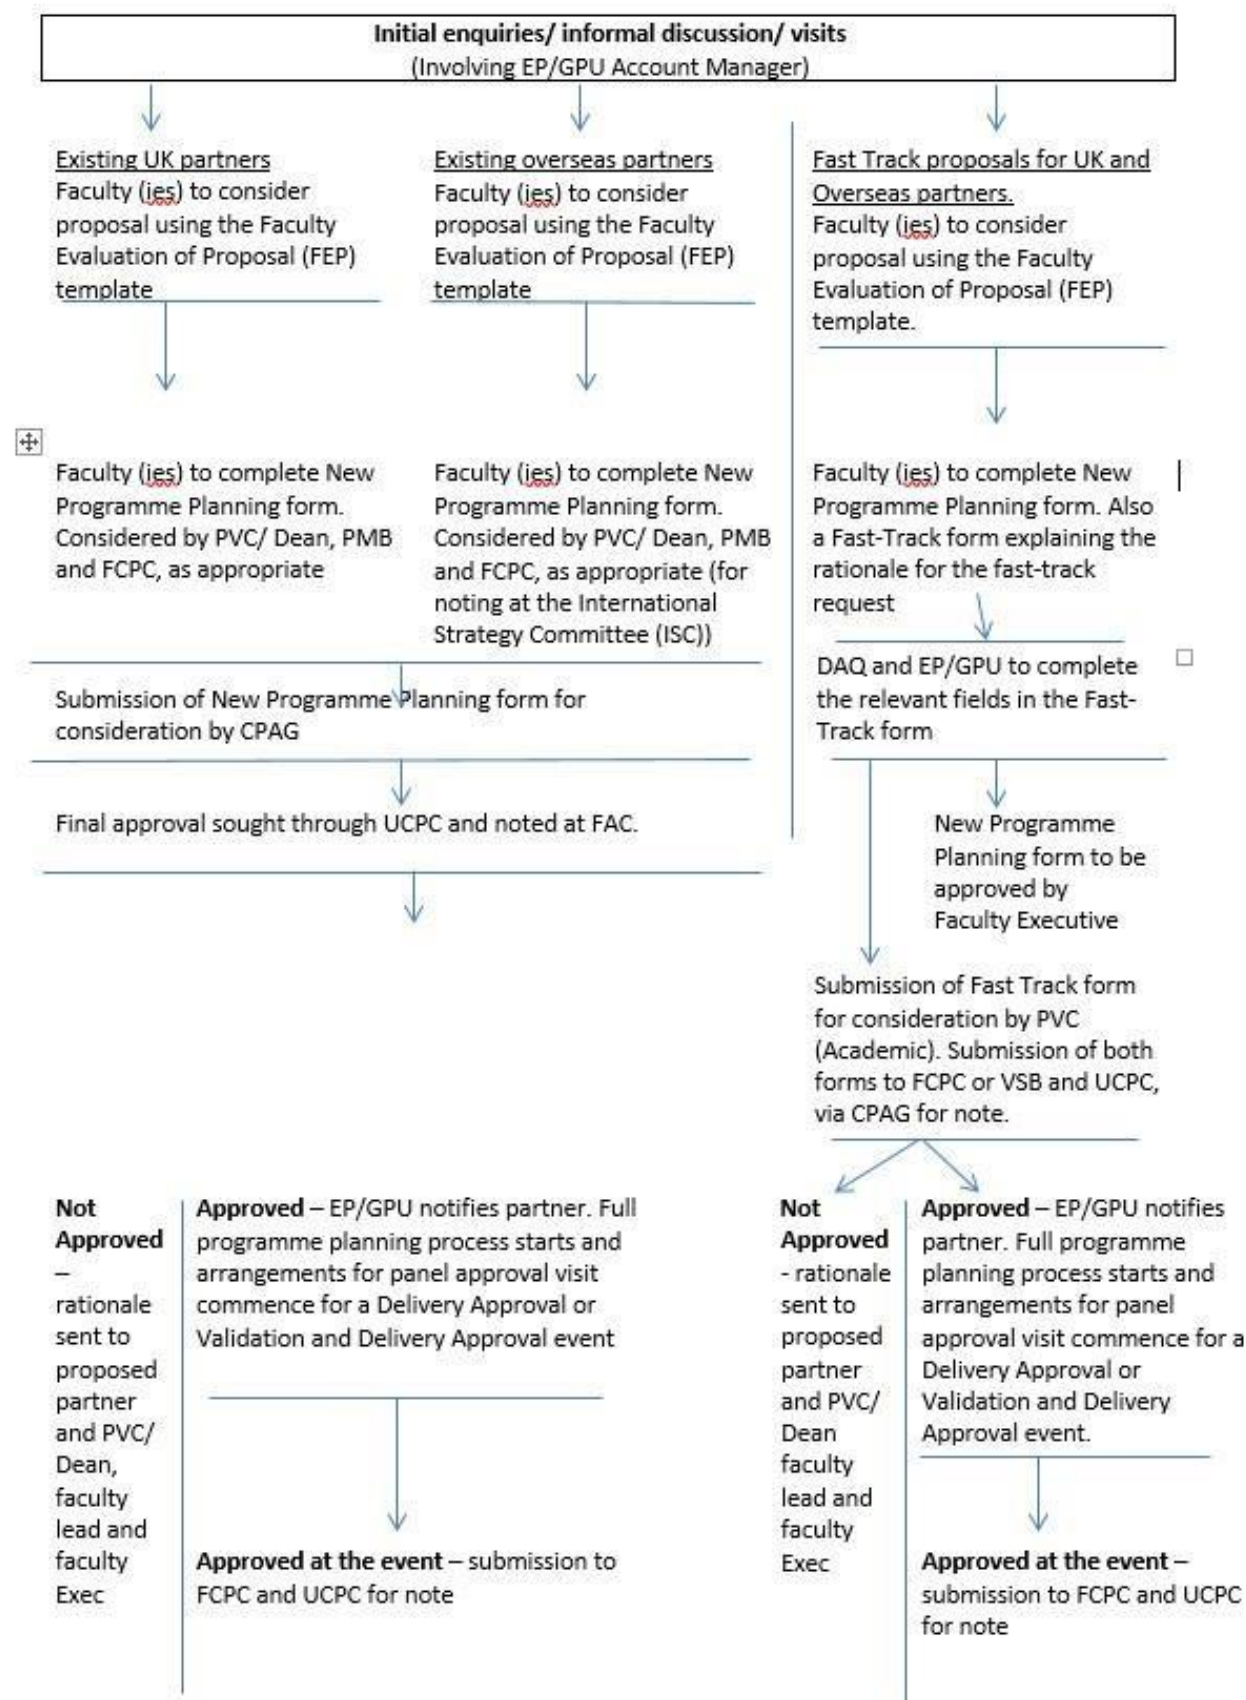 Initial enquiries/ informal discussion/ visits
(Involving EP/GPU Account Manager)
Existing UK partners
Faculty (ies) to consider
proposal using the Faculty
Evaluation of Proposal (FEP)
template
Existing overseas partners
Faculty (ies) to consider
proposal using the Faculty
Evaluation of Proposal (FEP)
template
Fast Track proposals for UK and
Overseas partners.
Faculty (ies) to consider
proposal using the Faculty
Evaluation of Proposal (FEP)
template.
Faculty (ies) to complete New
Programme Planning form.
Considered by PVC/ Dean, PMB
and FCPC, as appropriate
Faculty (ies) to complete New
Programme Planning form.
Considered by PVC/ Dean, PMB
and FCPC, as appropriate (for
noting at the International
Strategy Committee (ISC))
Faculty (ies) to complete New
Programme Planning form. Also
a Fast-Track form explaining the
rationale for the fast-track
request
Submission of New Programme Planning form for
consideration by CPAG
Final approval sought through UCPC and noted at FAC.
DAQ and EP/GPU to complete
the relevant fields in the Fast-
Track form
New Programme
Planning form to be
approved by
Faculty Executive
Submission of Fast Track form
for consideration by PVC
(Academic). Submission of both
forms to FCPC or VSB and UCPC,
via CPAG for note.
Not
Approved
–
rationale
sent to
proposed
partner
and PVC/
Dean,
faculty
lead and
faculty
Exec
Approved – EP/GPU notifies partner. Full
programme planning process starts and
arrangements for panel approval visit
commence for a Delivery Approval or
Validation and Delivery Approval event
Approved at the event – submission to
FCPC and UCPC for note
Not
Approved
- rationale
sent to
proposed
partner
and PVC/
Dean
faculty
lead and
faculty
Exec
Approved – EP/GPU notifies
partner. Full programme
planning process starts and
arrangements for panel
approval visit commence for a
Delivery Approval or
Validation and Delivery
Approval event.
Approved at the event –
submission to FCPC and UCPC
for note